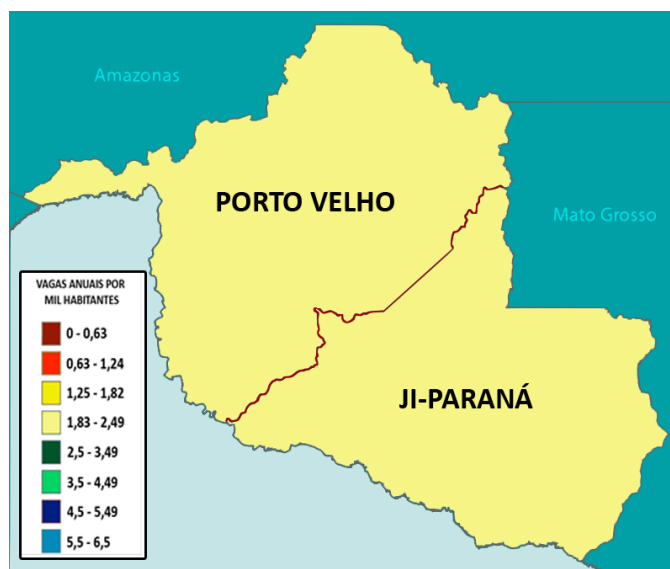 Amazonas
PORTO VELHO
Mato Grosso
VAGAS ANUAIS POR
MIL HABITANTES
0 - 0,63
0,63 - 1,24
1,25 - 1,82
1,83 - 2,49
2,5 - 3,49
3,5 - 4,49
4,5 - 5,49
5,5 - 6,5
JI-PARANÁ